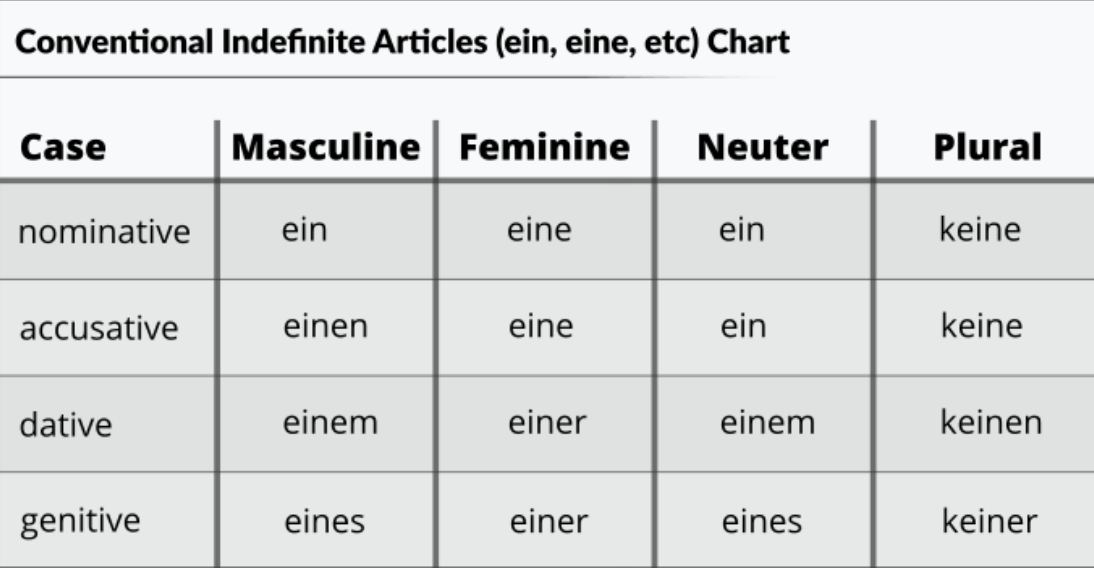 Conventional Indefinite Articles (ein, eine, etc) Chart
Case Masculine Feminine Neuter Plural
nominative ein eine ein keine
accusative einen eine ein keine
dative einem einer einem keinen
genitive eines einer eines keiner